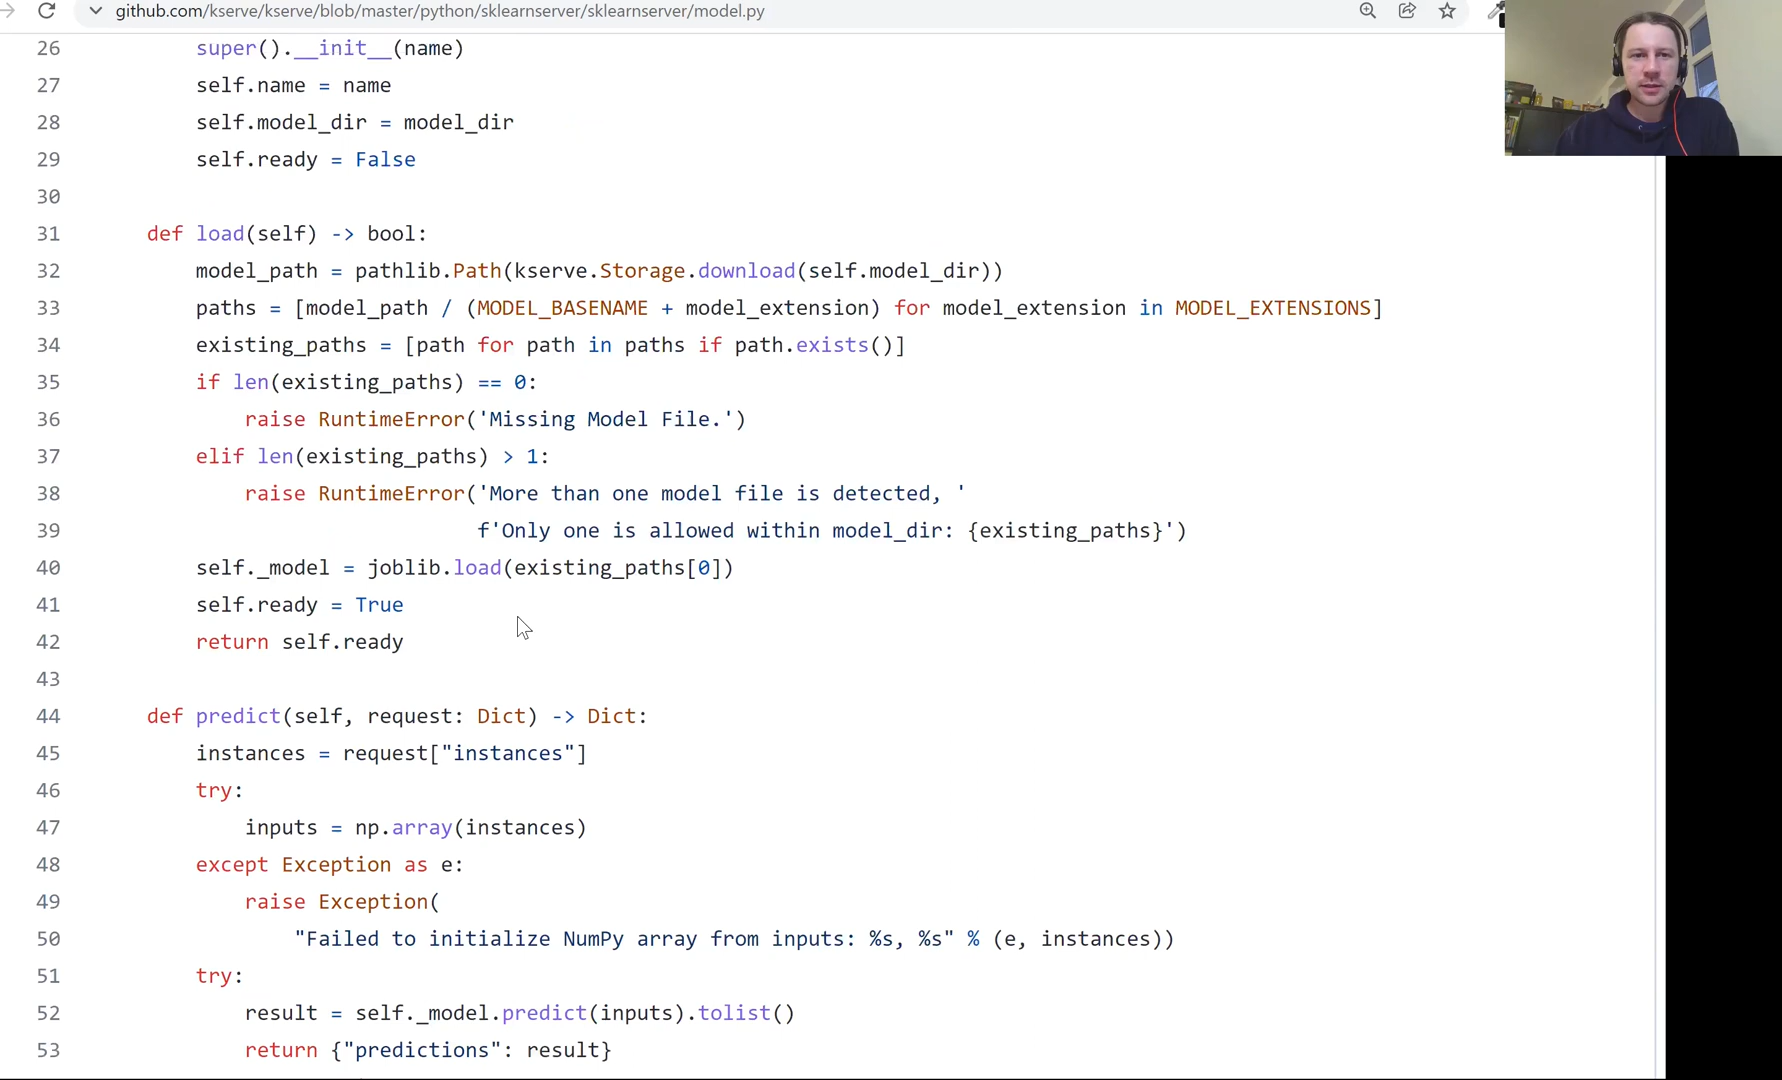 github.com/kserve/kserve/blob/master/python/sklearnserver/sklearnserver/model.py
26 super().__init__(name)
27 self.name = name
28 self.model_dir = model_dir
29 self.ready = False
30
31 def load(self) -> bool:
32 model_path = pathlib.Path(kserve.Storage.download(self.model_dir))
33 paths = [model_path / (MODEL_BASENAME + model_extension) for model_extension in MODEL_EXTENSIONS]
34 existing_paths = [path for path in paths if path.exists()]
35 if len(existing_paths) == 0:
36 raise RuntimeError('Missing Model File.')
37 elif len(existing_paths) > 1:
38 raise RuntimeError('More than one model file is detected, '
39 f'Only one is allowed within model_dir: {existing_paths}')
40 self._model = joblib.load(existing_paths[0])
41 self.ready = True
42 return self.ready
43
44 def predict(self, request: Dict) -> Dict:
45 instances = request["instances"]
46 try:
47 inputs = np.array(instances)
48 except Exception as e:
49 raise Exception(
50 "Failed to initialize NumPy array from inputs: %s, %s" % (e, instances))
51 try:
52 result = self._model.predict(inputs).tolist()
53 return {"predictions": result}